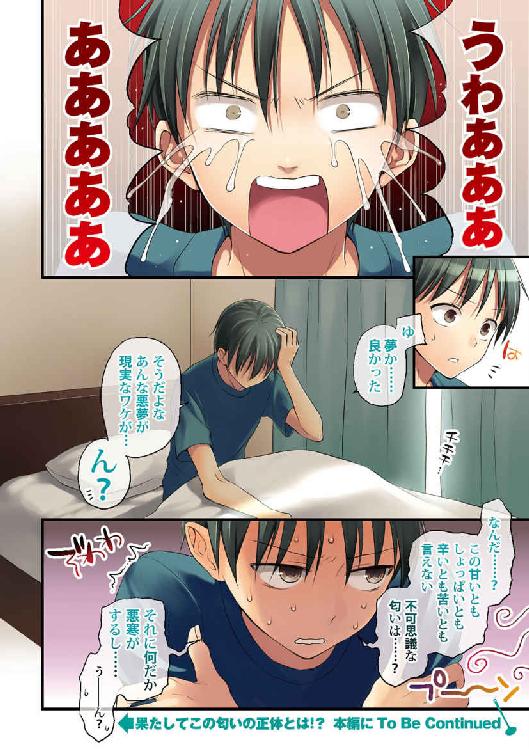 うわぁあああ
ああああぁ
ゆ
夢か……
良かった
はっ
そうだよな
あんな悪夢が
現実なワケが…
ん？
チチチ…
なんだ……？
この甘いとも
しょっぱいとも
辛いとも苦いとも
言えない
不可思議な
匂いは……？
プ〜〜ン
ぞわわ
それに何だか
悪寒が
するし……
うーん？
果たしてこの匂いの正体とは!? 本編に To Be Continued